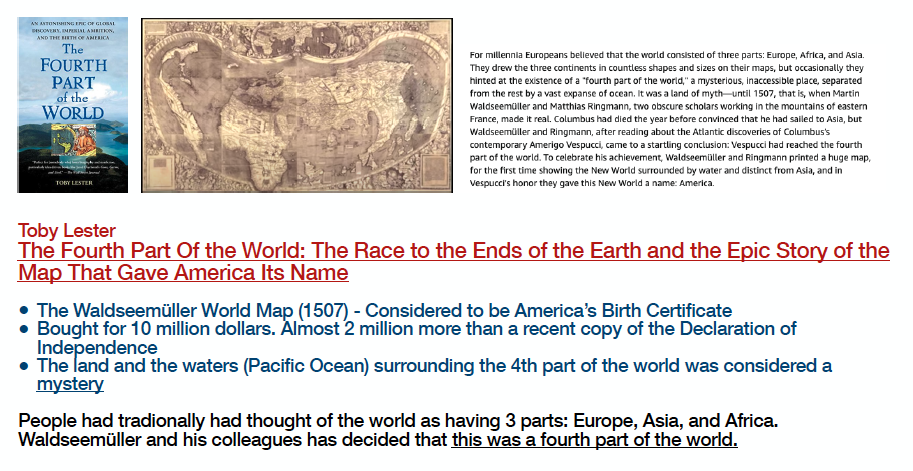 AN ASTONISHING EPIC OF GLOBAL
DISCOVERY, IMPERIAL AMBITION,
AND THE BIRTH OF AMERICA
The
FOURTH
PART
of the
WORLD
TOBY LESTER
For millennia Europeans believed that the world consisted of three parts: Europe, Africa, and Asia.
They drew the three continents in countless shapes and sizes on their maps, but occasionally they
hinted at the existence of a "fourth part of the world," a mysterious, inaccessible place, separated
from the rest by a vast expanse of ocean. It was a land of myth—until 1507, that is, when Martin
Waldseemüller and Matthias Ringmann, two obscure scholars working in the mountains of eastern
France, made it real. Columbus had died the year before convinced that he had sailed to Asia, but
Waldseemüller and Ringmann, after reading about the Atlantic discoveries of Columbus's
contemporary Amerigo Vespucci, came to a startling conclusion: Vespucci had reached the fourth
part of the world. To celebrate his achievement, Waldseemüller and Ringmann printed a huge map,
for the first time showing the New World surrounded by water and distinct from Asia, and in
Vespucci's honor they gave this New World a name: America.
Toby Lester
The Fourth Part Of the World: The Race to the Ends of the Earth and the Epic Story of the
Map That Gave America Its Name
• The Waldseemüller World Map (1507) - Considered to be America's Birth Certificate
• Bought for 10 million dollars. Almost 2 million more than a recent copy of the Declaration of
Independence
• The land and the waters (Pacific Ocean) surrounding the 4th part of the world was considered a
mystery
People had tradionally had thought of the world as having 3 parts: Europe, Asia, and Africa.
Waldseemüller and his colleagues has decided that this was a fourth part of the world.